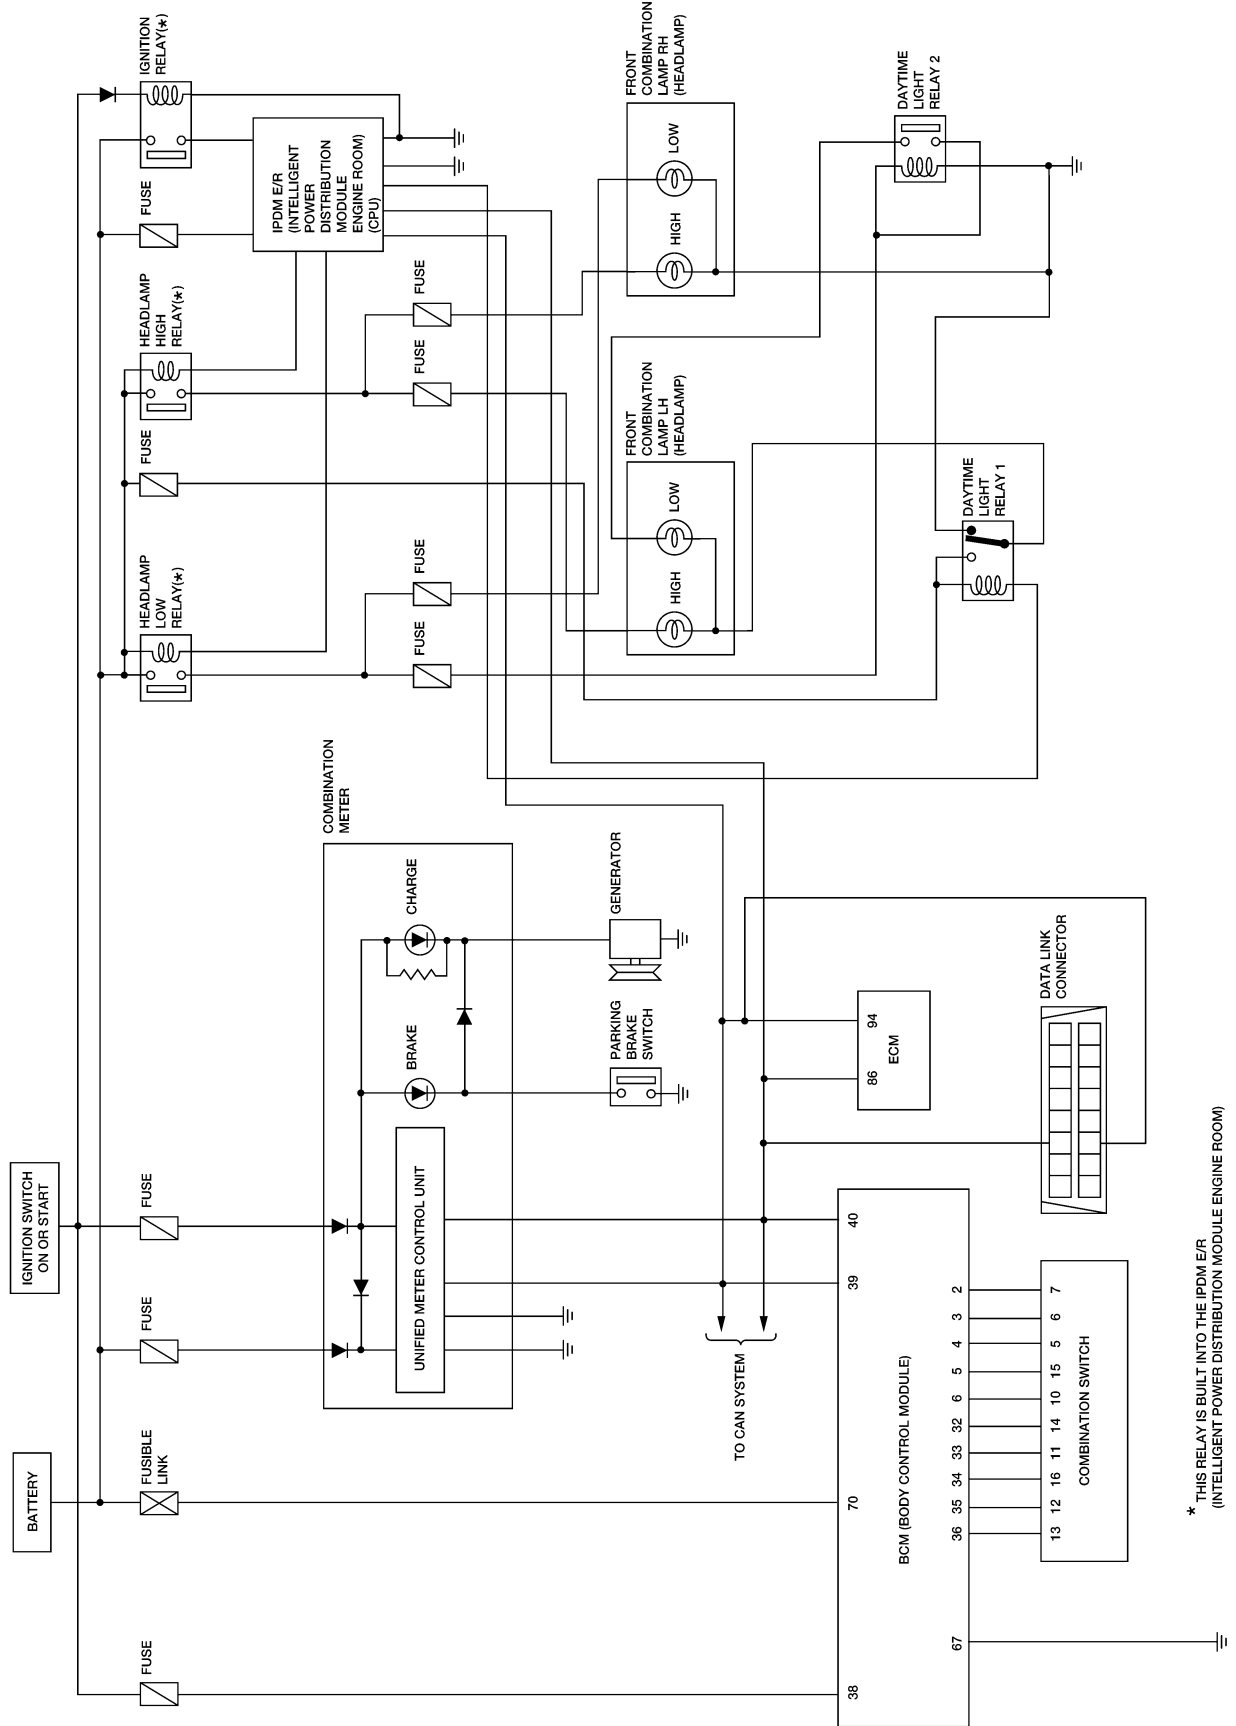 IGNITION SWITCH
ON OR START
BATTERY
FUSE
FUSIBLE
LINK
FUSE
FUSE
HEADLAMP
LOW
RELAY(*)
FUSE
HEADLAMP
HIGH
RELAY(*)
FUSE
IGNITION
RELAY(*)
IPDM E/R
(INTELLIGENT
POWER
DISTRIBUTION
MODULE
ENGINE ROOM)
(CPU)
COMBINATION
METER
UNIFIED METER CONTROL UNIT
BRAKE
CHARGE
FUSE
FUSE
FUSE
FUSE
PARKING
BRAKE
SWITCH
GENERATOR
FRONT
COMBINATION
LAMP LH
(HEADLAMP)
HIGH
LOW
FRONT
COMBINATION
LAMP RH
(HEADLAMP)
HIGH
LOW
TO CAN SYSTEM
38
70
39
40
BCM (BODY CONTROL MODULE)
67
36
35
34
33
32
6
5
4
3
2
86
94
ECM
DAYTIME
LIGHT
RELAY 2
DAYTIME
LIGHT
RELAY 1
DATA LINK
CONNECTOR
13
12
16
11
14
10
15
5
6
7
COMBINATION SWITCH
* THIS RELAY IS BUILT INTO THE IPDM E/R
(INTELLIGENT POWER DISTRIBUTION MODULE ENGINE ROOM)